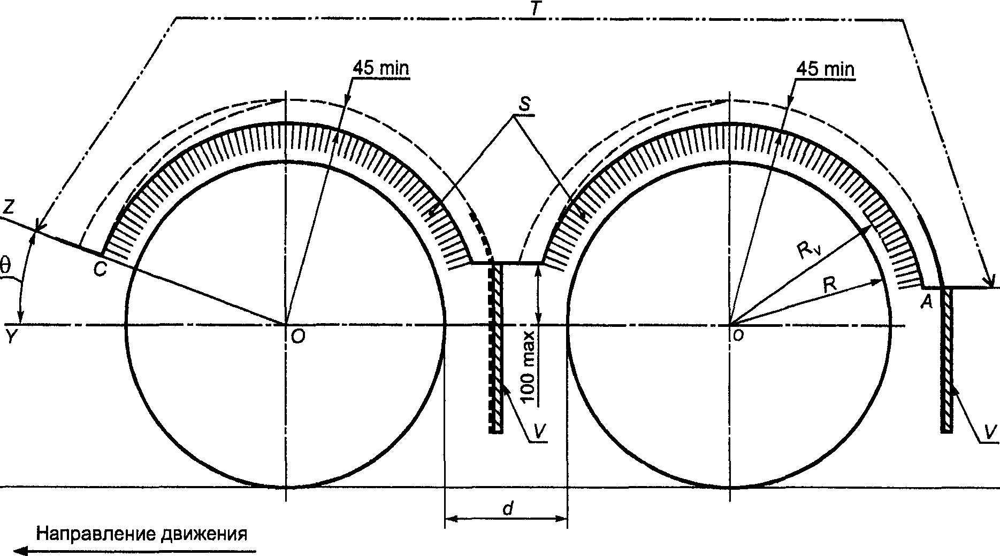 T
45 min
45 min
S
Z
C
θ
Y
O
R_v
R
A
o
100 max
V
V
d
Направление движения